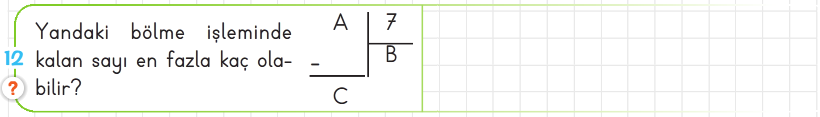 12
?
Yandaki bölme işleminde
kalan sayı en fazla kaç ola-
bilir?
A 7
- B
C